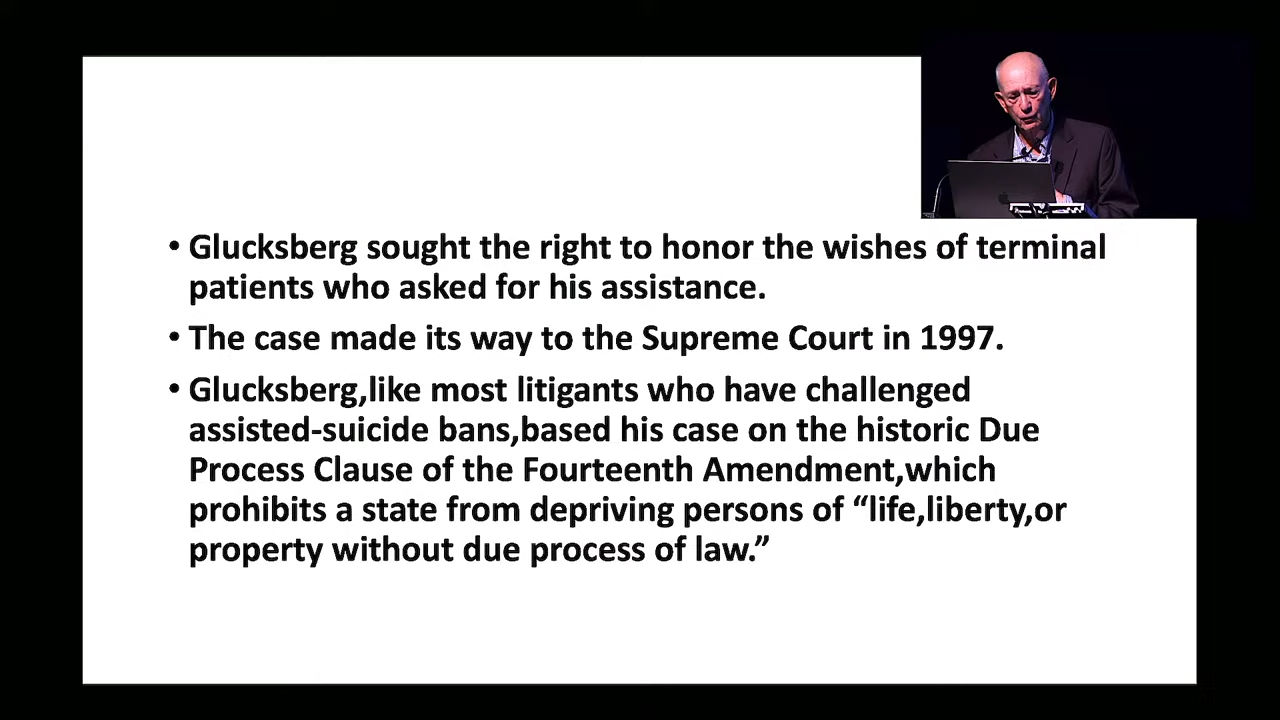 • Glucksberg sought the right to honor the wishes of terminal
patients who asked for his assistance.
• The case made its way to the Supreme Court in 1997.
• Glucksberg,like most litigants who have challenged
assisted-suicide bans,based his case on the historic Due
Process Clause of the Fourteenth Amendment,which
prohibits a state from depriving persons of “life,liberty,or
property without due process of law.”